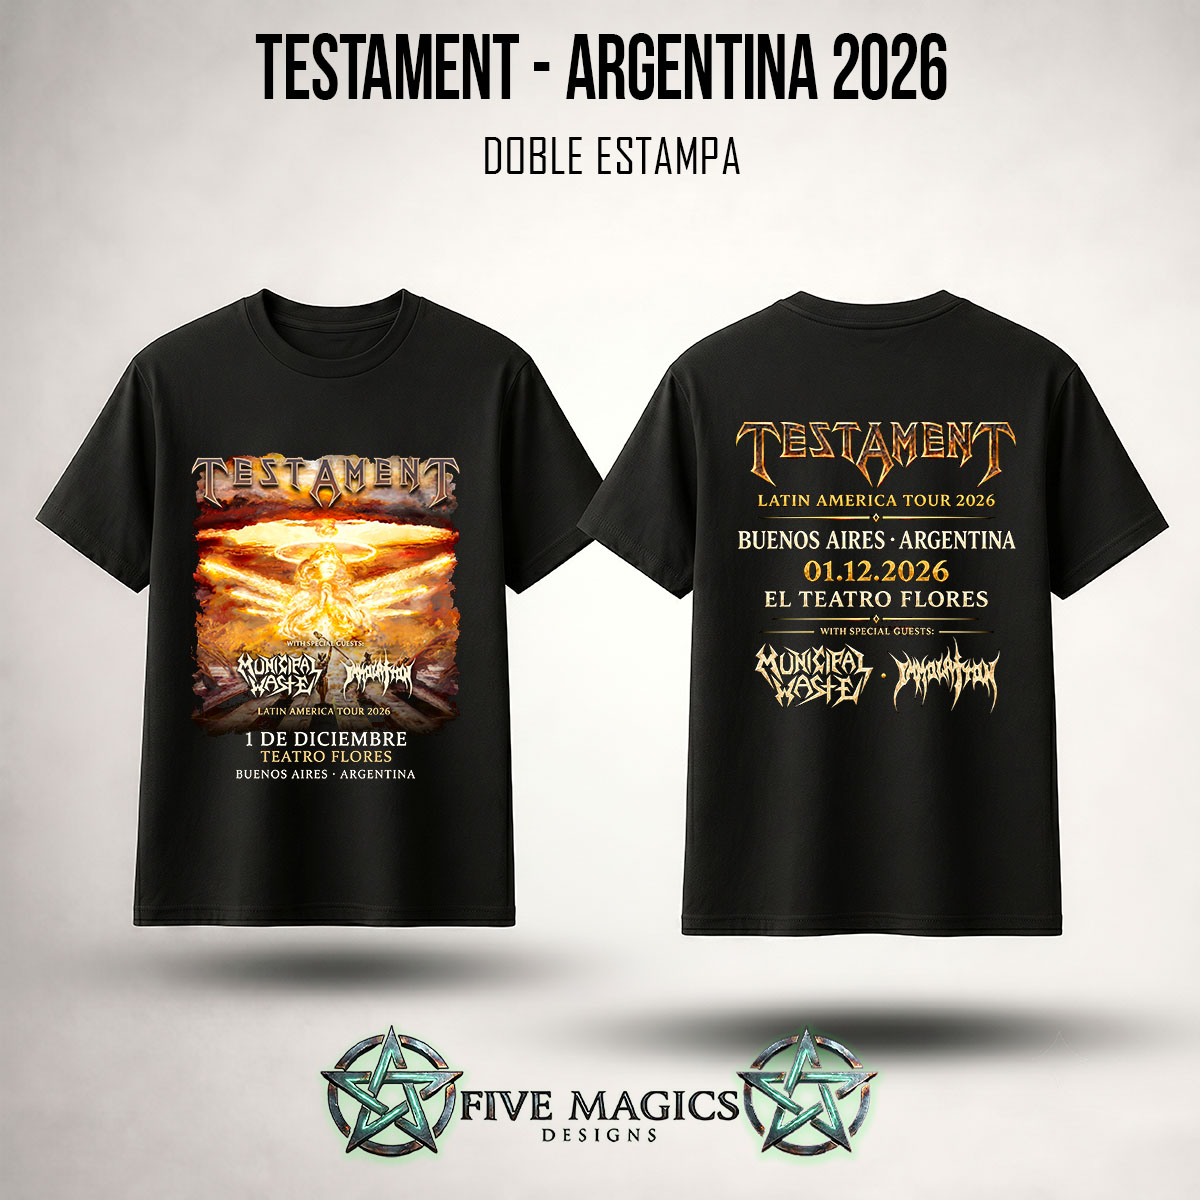 TESTAMENT - ARGENTINA 2026
DOBLE ESTAMPA
TESTAMENT
WITH SPECIAL GUESTS:
MUNICIPAL WASTE
IMMOLATION
LATIN AMERICA TOUR 2026
1 DE DICIEMBRE
TEATRO FLORES
BUENOS AIRES · ARGENTINA
TESTAMENT
LATIN AMERICA TOUR 2026
BUENOS AIRES · ARGENTINA
01.12.2026
EL TEATRO FLORES
WITH SPECIAL GUESTS:
MUNICIPAL WASTE · IMMOLATION
FIVE MAGICS
DESIGNS